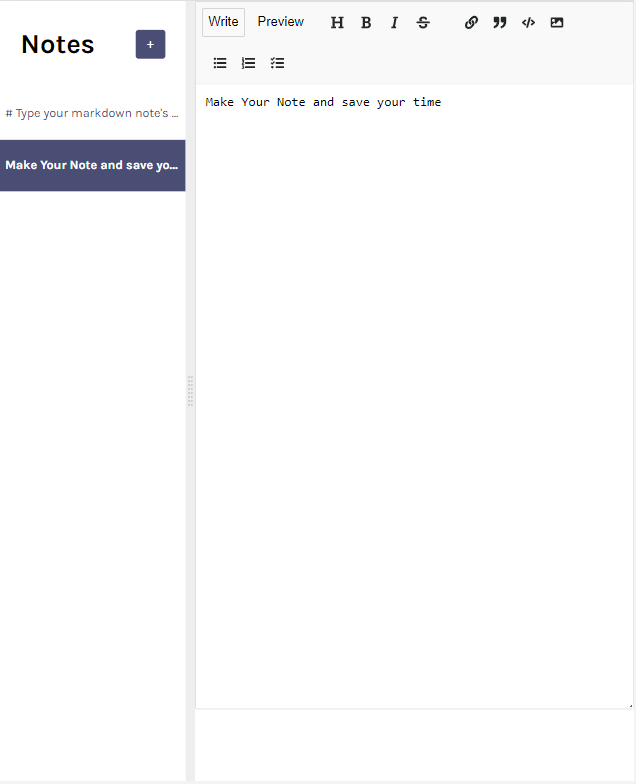 Notes
+
# Type your markdown note's ...
Make Your Note and save yo...
Write Preview H B I S
Make Your Note and save your time